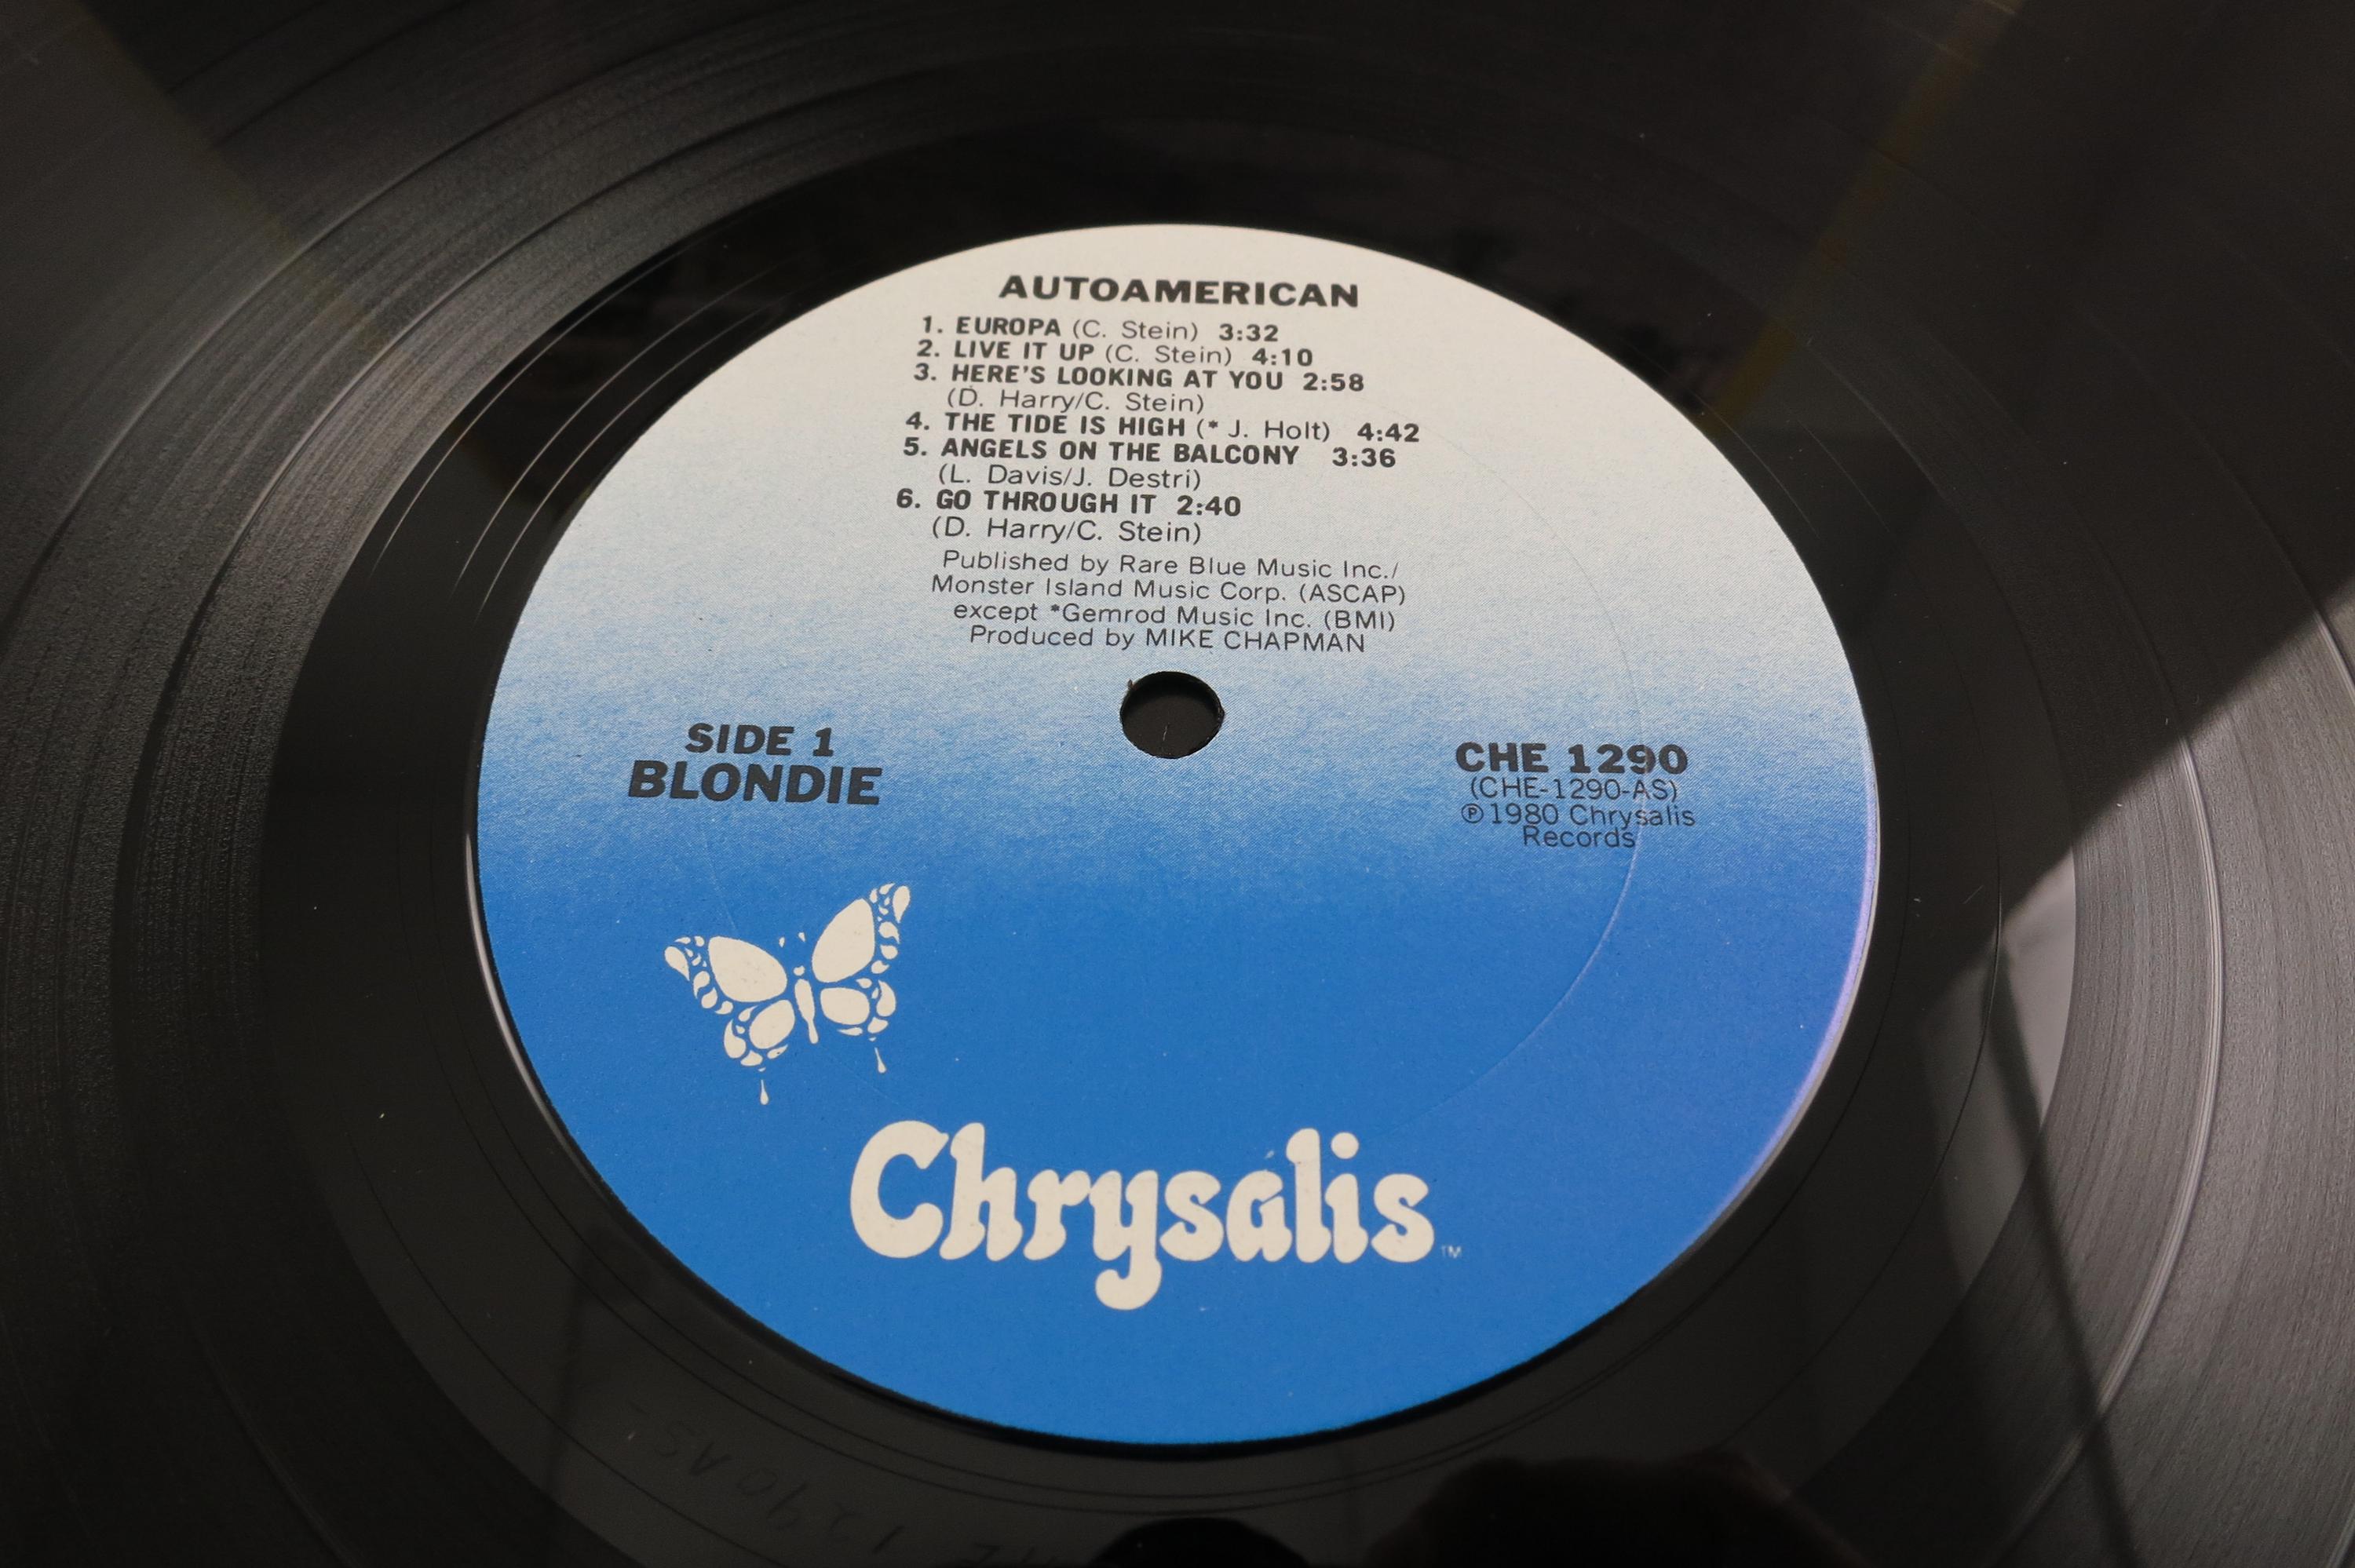 AUTOAMERICAN
1. EUROPA (C. Stein) 3:32
2. LIVE IT UP (C. Stein) 4:10
3. HERE'S LOOKING AT YOU 2:58
(D. Harry/C. Stein)
4. THE TIDE IS HIGH (* J. Holt) 4:42
5. ANGELS ON THE BALCONY 3:36
(L. Davis/J. Destri)
6. GO THROUGH IT 2:40
(D. Harry/C. Stein)
Published by Rare Blue Music Inc./
Monster Island Music Corp. (ASCAP)
except *Gemrod Music Inc. (BMI)
Produced by MIKE CHAPMAN
SIDE 1
BLONDIE
CHE 1290
(CHE-1290-AS)
℗1980 Chrysalis
Records
Chrysalis™
1290 AS